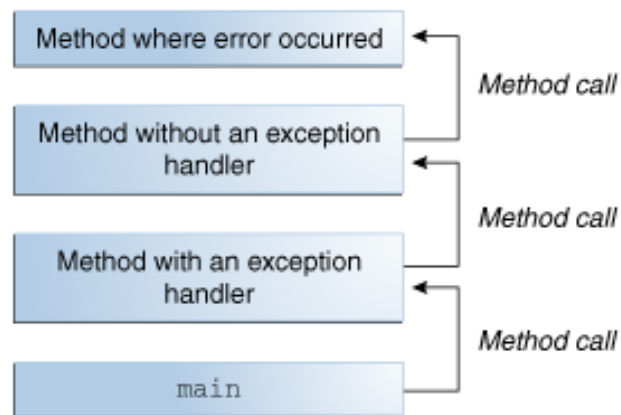 Method where error occurred
Method call
Method without an exception
handler
Method call
Method with an exception
handler
Method call
main